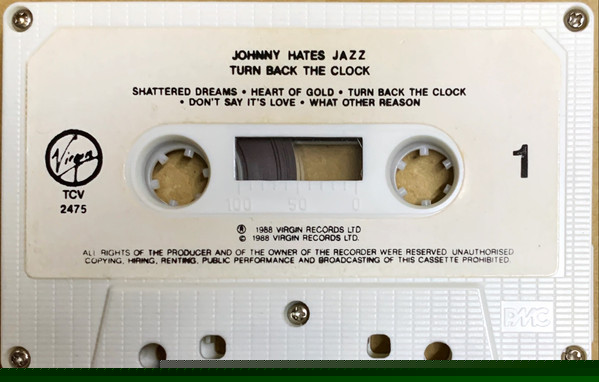 JOHNNY HATES JAZZ
TURN BACK THE CLOCK
SHATTERED DREAMS • HEART OF GOLD • TURN BACK THE CLOCK
• DON'T SAY IT'S LOVE • WHAT OTHER REASON
Virgin
TCV
2475
1
100 50 0
Ⓟ 1988 VIRGIN RECORDS LTD
© 1988 VIRGIN RECORDS LTD.
ALL RIGHTS OF THE PRODUCER AND OF THE OWNER OF THE RECORDER WERE RESERVED UNAUTHORISED
COPYING, HIRING, RENTING, PUBLIC PERFORMANCE AND BROADCASTING OF THIS CASSETTE PROHIBITED.
PMC